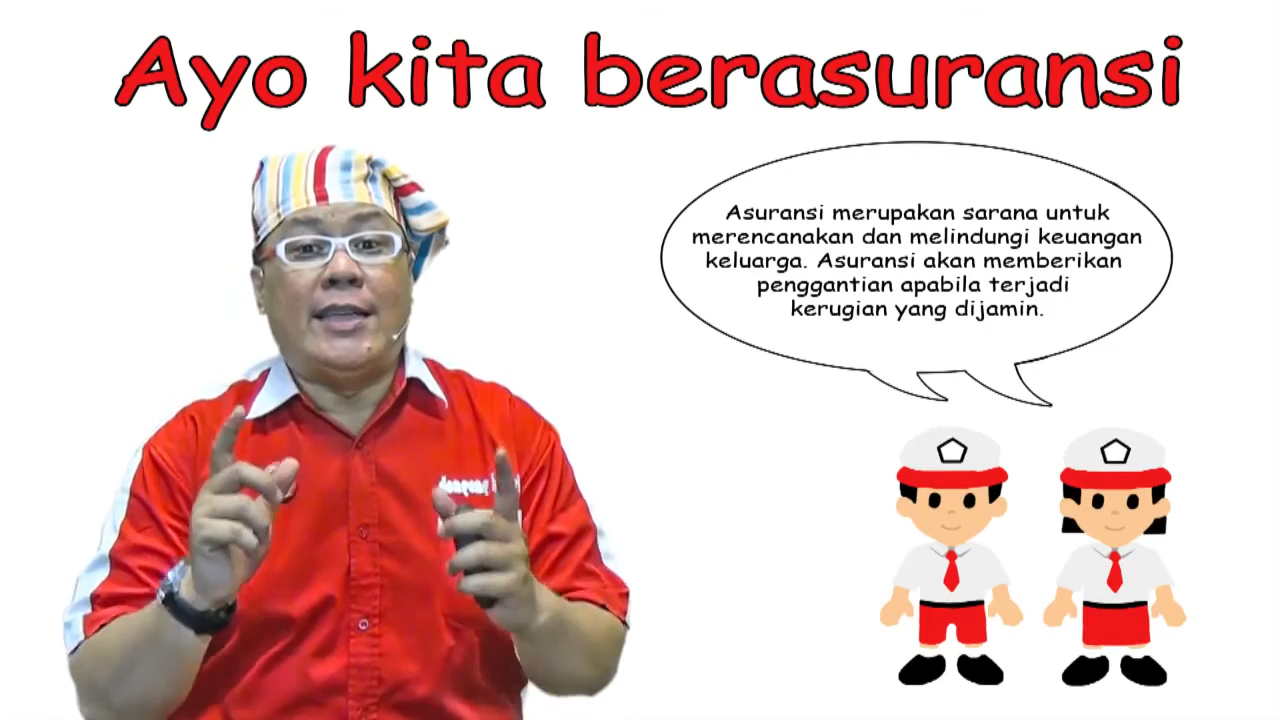 Ayo kita berasuransi
Asuransi merupakan sarana untuk
merencanakan dan melindungi keuangan
keluarga. Asuransi akan memberikan
penggantian apabila terjadi
kerugian yang dijamin.